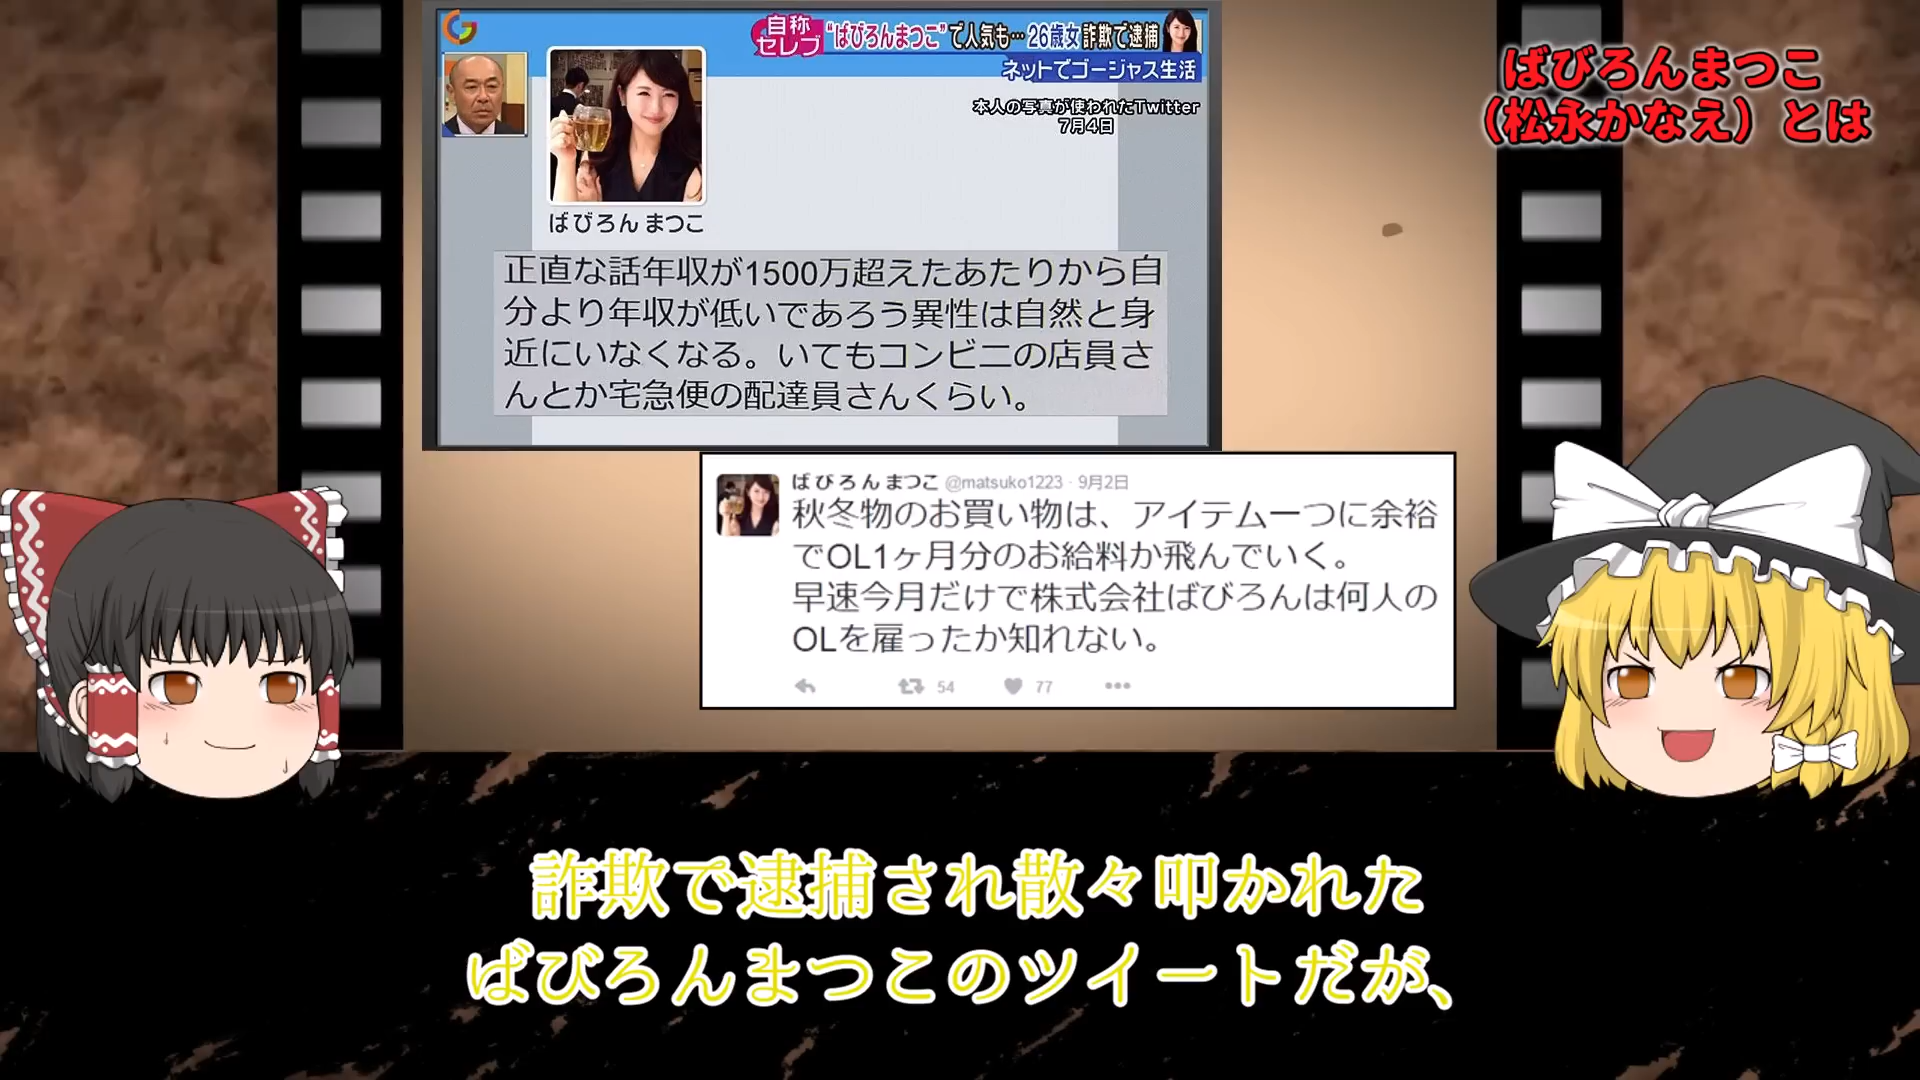 自称セレブ“ばびろんまつこ”で人気も…26歳女 詐欺で逮捕
ネットでゴージャス生活
本人の写真が使われたTwitter
7月4日
ばびろん まつこ
正直な話年収が1500万超えたあたりから自
分より年収が低いであろう異性は自然と身
近にいなくなる。いてもコンビニの店員さ
んとか宅急便の配達員さんくらい。
ばびろんまつこ
（松永かなえ）とは
ばびろんまつこ @matsuko1223 · 9月2日
秋冬物のお買い物は、アイテム一つに余裕
でOL1ヶ月分のお給料が飛んでいく。
早速今月だけで株式会社ばびろんは何人の
OLを雇ったか知れない。
54 77
詐欺で逮捕され散々叩かれた
ばびろんまつこのツイートだが、